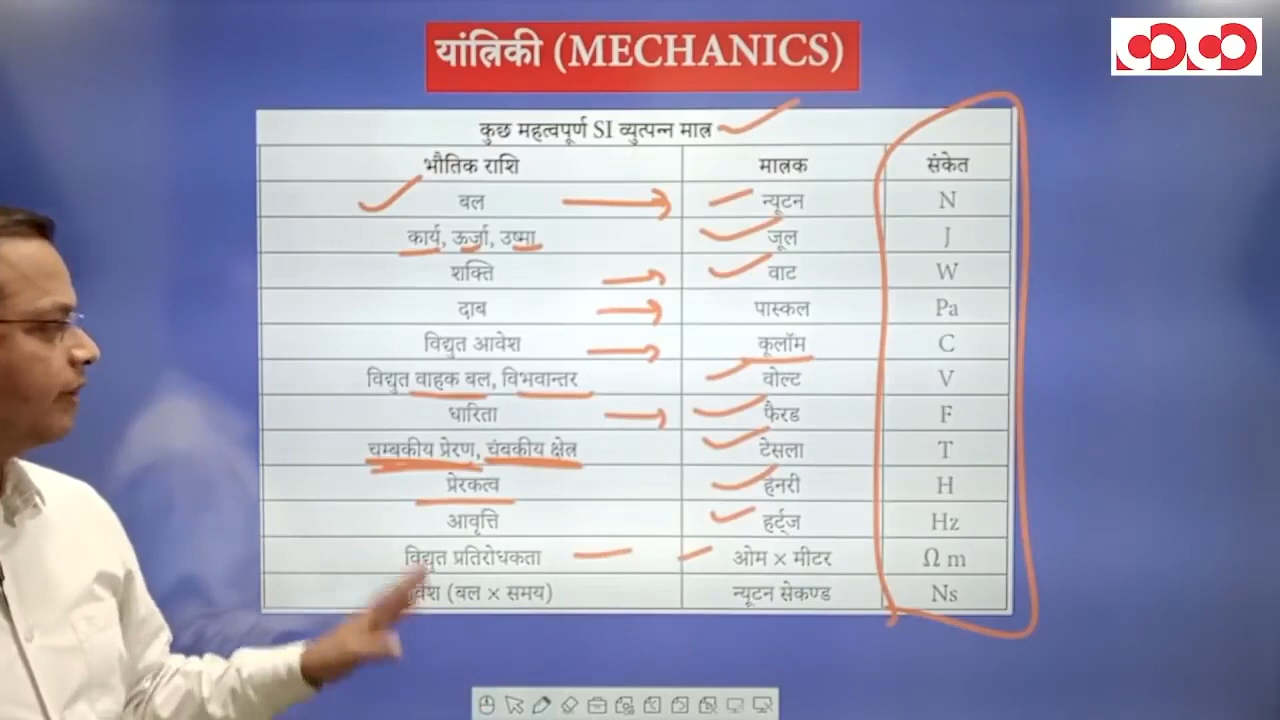 यांत्रिकी (MECHANICS)
कुछ महत्वपूर्ण SI व्युत्पन्न मात्र
भौतिक राशि मात्रक संकेत
बल न्यूटन N
कार्य, ऊर्जा, उष्मा जूल J
शक्ति वाट W
दाब पास्कल Pa
विद्युत आवेश कूलॉम C
विद्युत वाहक बल, विभवान्तर वोल्ट V
धारिता फैरड F
चम्बकीय प्रेरण, चंबकीय क्षेत्र टेसला T
प्रेरकत्व हेनरी H
आवृत्ति हर्ट्ज Hz
विद्युत प्रतिरोधकता ओम × मीटर Ω m
(बल × समय) न्यूटन सेकण्ड Ns